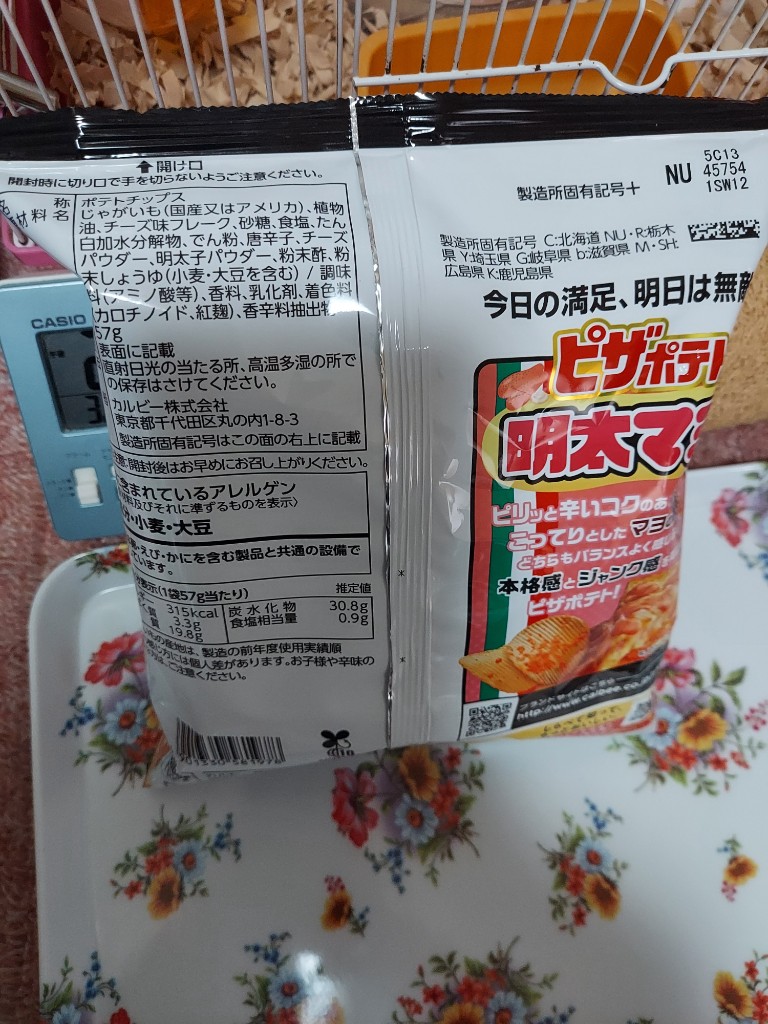 開け口
開封時に切り口で手を切らないようご注意ください。
称 ポテトチップス
材料名 じゃがいも(国産又はアメリカ)、植物
油、チーズ味フレーク、砂糖、食塩、たん
白加水分解物、でん粉、唐辛子、チーズ
パウダー、明太子パウダー、粉末酢、粉
末しょうゆ(小麦・大豆を含む) / 調味
料(アミノ酸等)、香料、乳化剤、着色料
カロチノイド、紅麹)、香辛料抽出物
57g
表面に記載
直射日光の当たる所、高温多湿の所で
の保存はさけてください。
カルビー株式会社
東京都千代田区丸の内1-8-3
製造所固有記号はこの面の右上に記載
開封後はお早めにお召し上がりください。
含まれているアレルゲン
及びそれに準ずるものを表示〉
小麦・大豆
・えび・かにを含む製品と共通の設備で
います。
表示(1袋57g当たり) 推定値
315kcal 炭水化物 30.8g
質 3.3g 食塩相当量 0.9g
質 19.8g
の産地は、製造の前年度使用実績順
には個人差があります。お子様や辛味の
ご注意ください。
CASIO
製造所固有記号+
NU
5C13
45754
1SW12
製造所固有記号 C:北海道 NU・R:栃木
県 Y:埼玉県 G:岐阜県 b:滋賀県 M・SH:
広島県 K:鹿児島県
今日の満足、明日は無敵
ピザポテト
明太マヨ
ピリッと辛いコクのある
こってりとしたマヨ
どちらもバランスよく
本格感とジャンク感
ピザポテト!